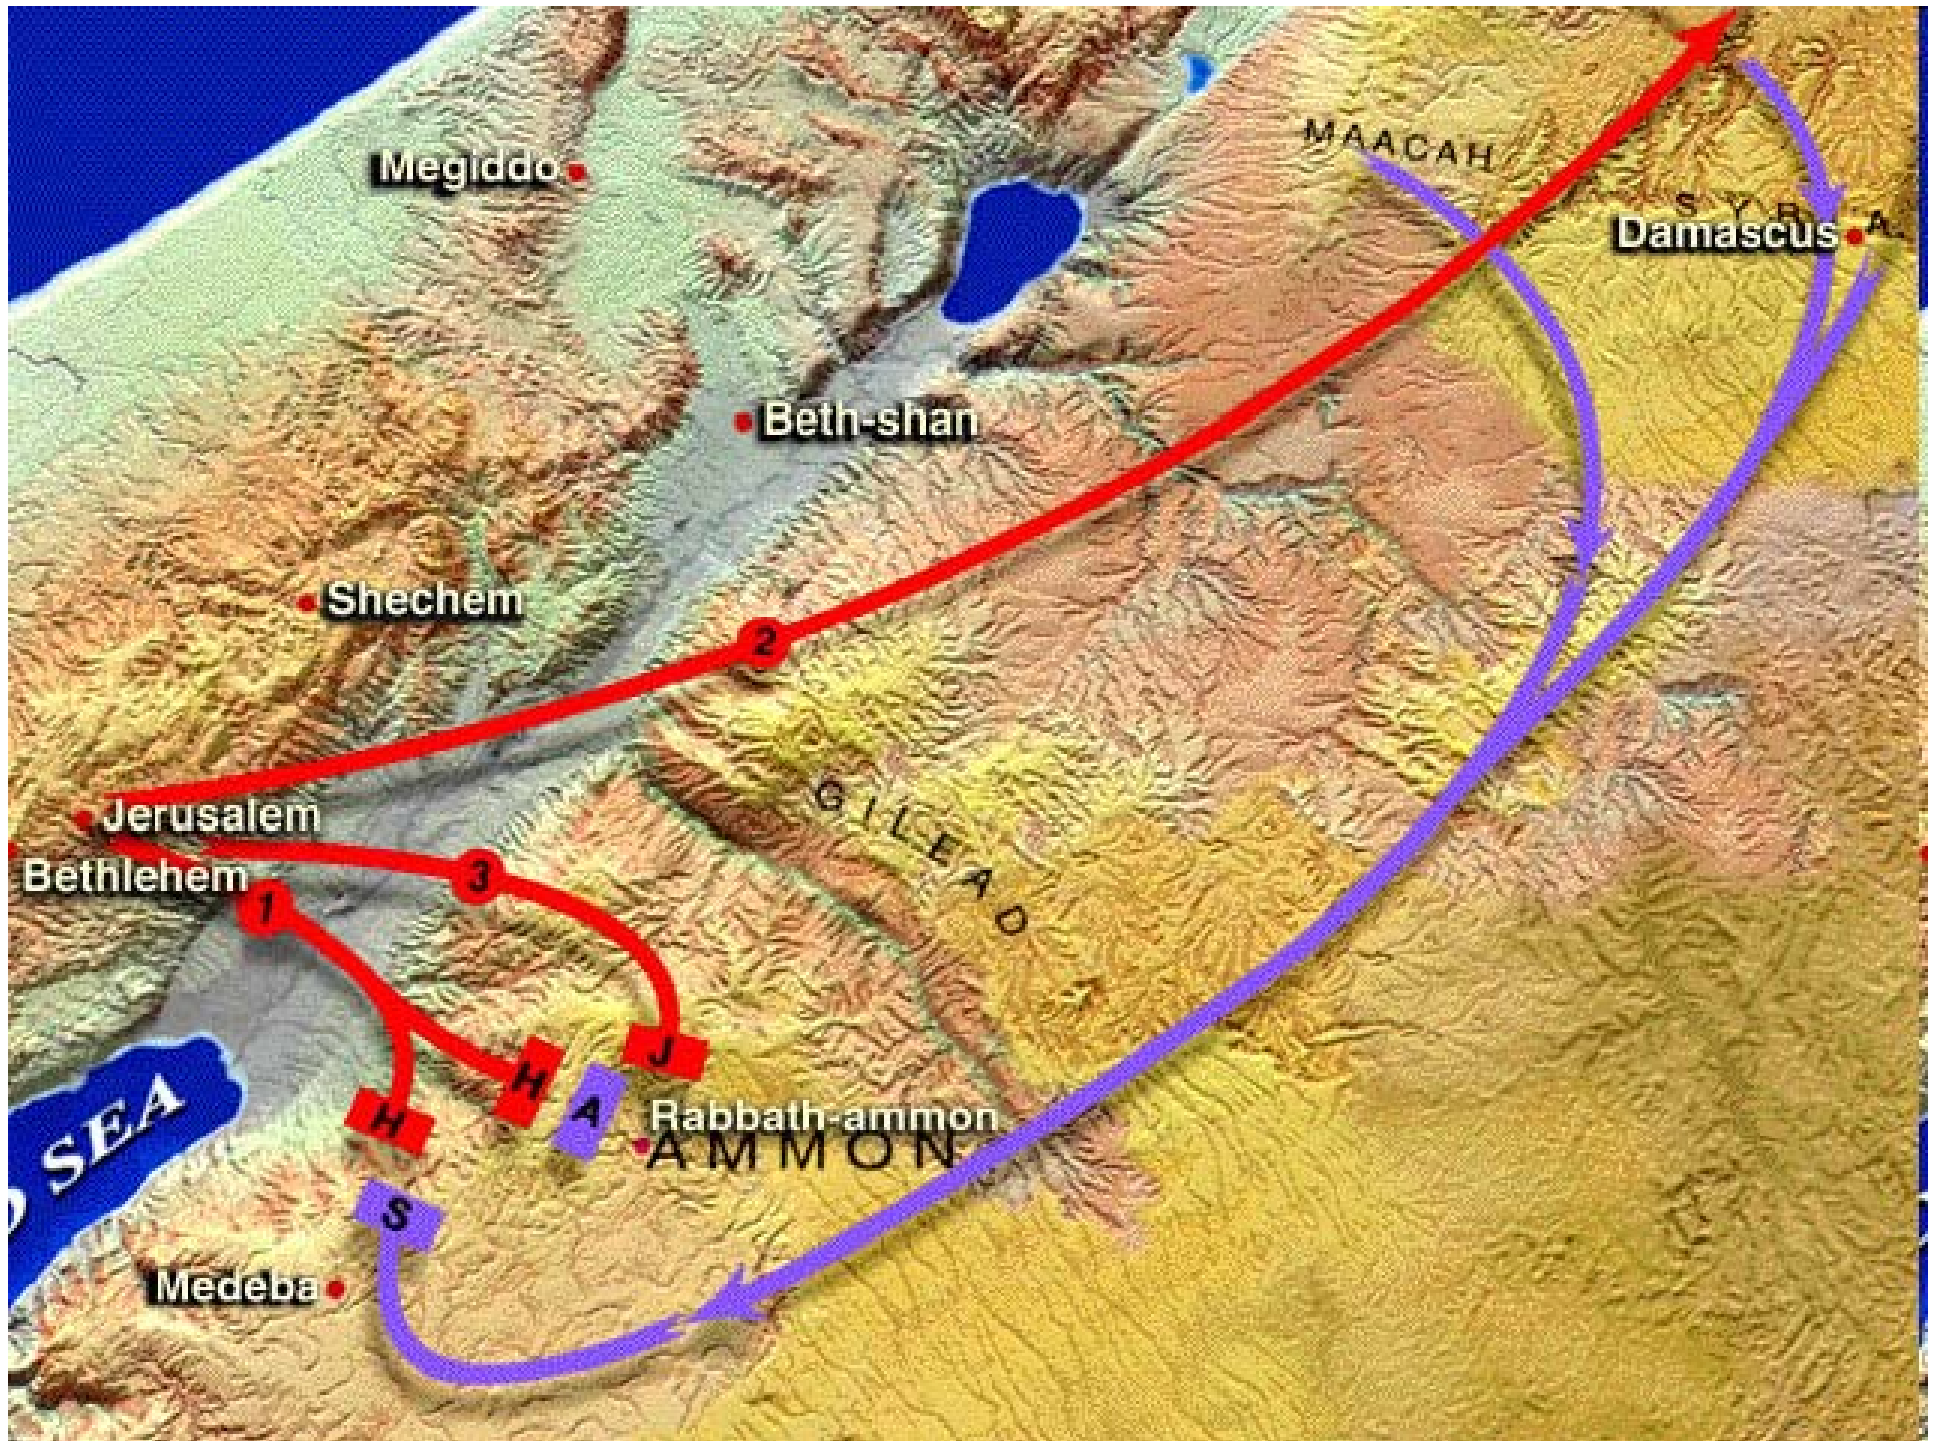 MAACAH
Megiddo
SYRIA
Damascus
Beth-shan
Shechem
2
GILEAD
Jerusalem
3
Bethlehem
1
J
H
A
H
Rabbath-ammon
AMMON
SEA
S
Medeba